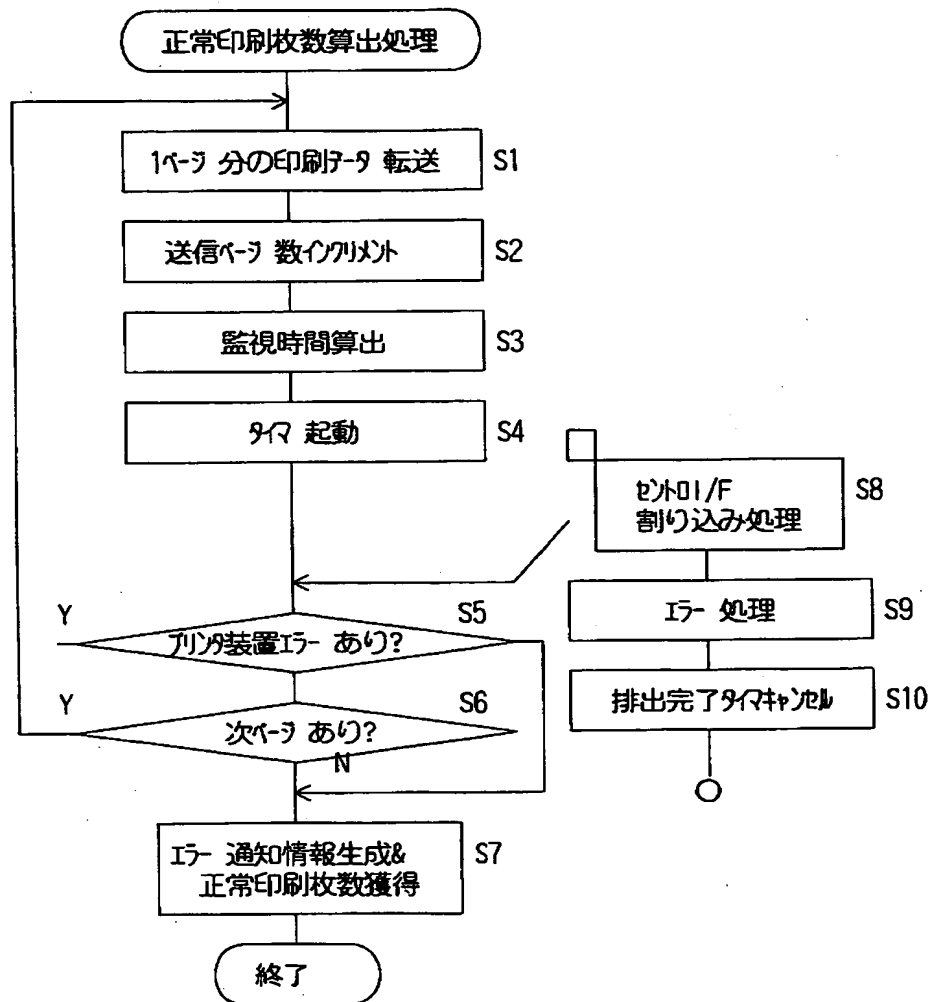 正常印刷枚数算出処理
1ページ 分の印刷データ 転送 S1
送信ページ 数インクリメント S2
監視時間算出 S3
タイマ 起動 S4
セントロI/F
割り込み処理
S8
エラー 処理 S9
排出完了タイマキャンセル S10
Y
プリンタ装置エラー あり?
S5
Y
次ページ あり?
S6
N
エラー 通知情報生成&
正常印刷枚数獲得
S7
終了